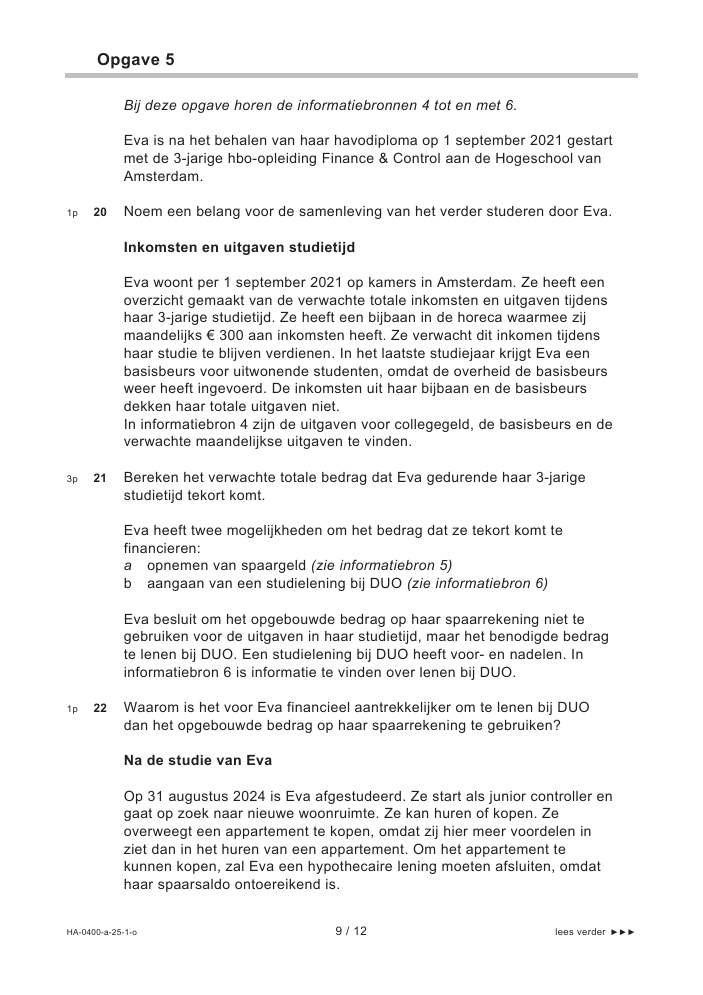 Opgave 5
Bij deze opgave horen de informatiebronnen 4 tot en met 6.
Eva is na het behalen van haar havodiploma op 1 september 2021 gestart
met de 3-jarige hbo-opleiding Finance & Control aan de Hogeschool van
Amsterdam.
1p 20 Noem een belang voor de samenleving van het verder studeren door Eva.
Inkomsten en uitgaven studietijd
Eva woont per 1 september 2021 op kamers in Amsterdam. Ze heeft een
overzicht gemaakt van de verwachte totale inkomsten en uitgaven tijdens
haar 3-jarige studietijd. Ze heeft een bijbaan in de horeca waarmee zij
maandelijks € 300 aan inkomsten heeft. Ze verwacht dit inkomen tijdens
haar studie te blijven verdienen. In het laatste studiejaar krijgt Eva een
basisbeurs voor uitwonende studenten, omdat de overheid de basisbeurs
weer heeft ingevoerd. De inkomsten uit haar bijbaan en de basisbeurs
dekken haar totale uitgaven niet.
In informatiebron 4 zijn de uitgaven voor collegegeld, de basisbeurs en de
verwachte maandelijkse uitgaven te vinden.
3p 21 Bereken het verwachte totale bedrag dat Eva gedurende haar 3-jarige
studietijd tekort komt.
Eva heeft twee mogelijkheden om het bedrag dat ze tekort komt te
financieren:
a opnemen van spaargeld (zie informatiebron 5)
b aangaan van een studielening bij DUO (zie informatiebron 6)
Eva besluit om het opgebouwde bedrag op haar spaarrekening niet te
gebruiken voor de uitgaven in haar studietijd, maar het benodigde bedrag
te lenen bij DUO. Een studielening bij DUO heeft voor- en nadelen. In
informatiebron 6 is informatie te vinden over lenen bij DUO.
1p 22 Waarom is het voor Eva financieel aantrekkelijker om te lenen bij DUO
dan het opgebouwde bedrag op haar spaarrekening te gebruiken?
Na de studie van Eva
Op 31 augustus 2024 is Eva afgestudeerd. Ze start als junior controller en
gaat op zoek naar nieuwe woonruimte. Ze kan huren of kopen. Ze
overweegt een appartement te kopen, omdat zij hier meer voordelen in
ziet dan in het huren van een appartement. Om het appartement te
kunnen kopen, zal Eva een hypothecaire lening moeten afsluiten, omdat
haar spaarsaldo ontoereikend is.
HA-0400-a-25-1-o 9 / 12 lees verder ►►►